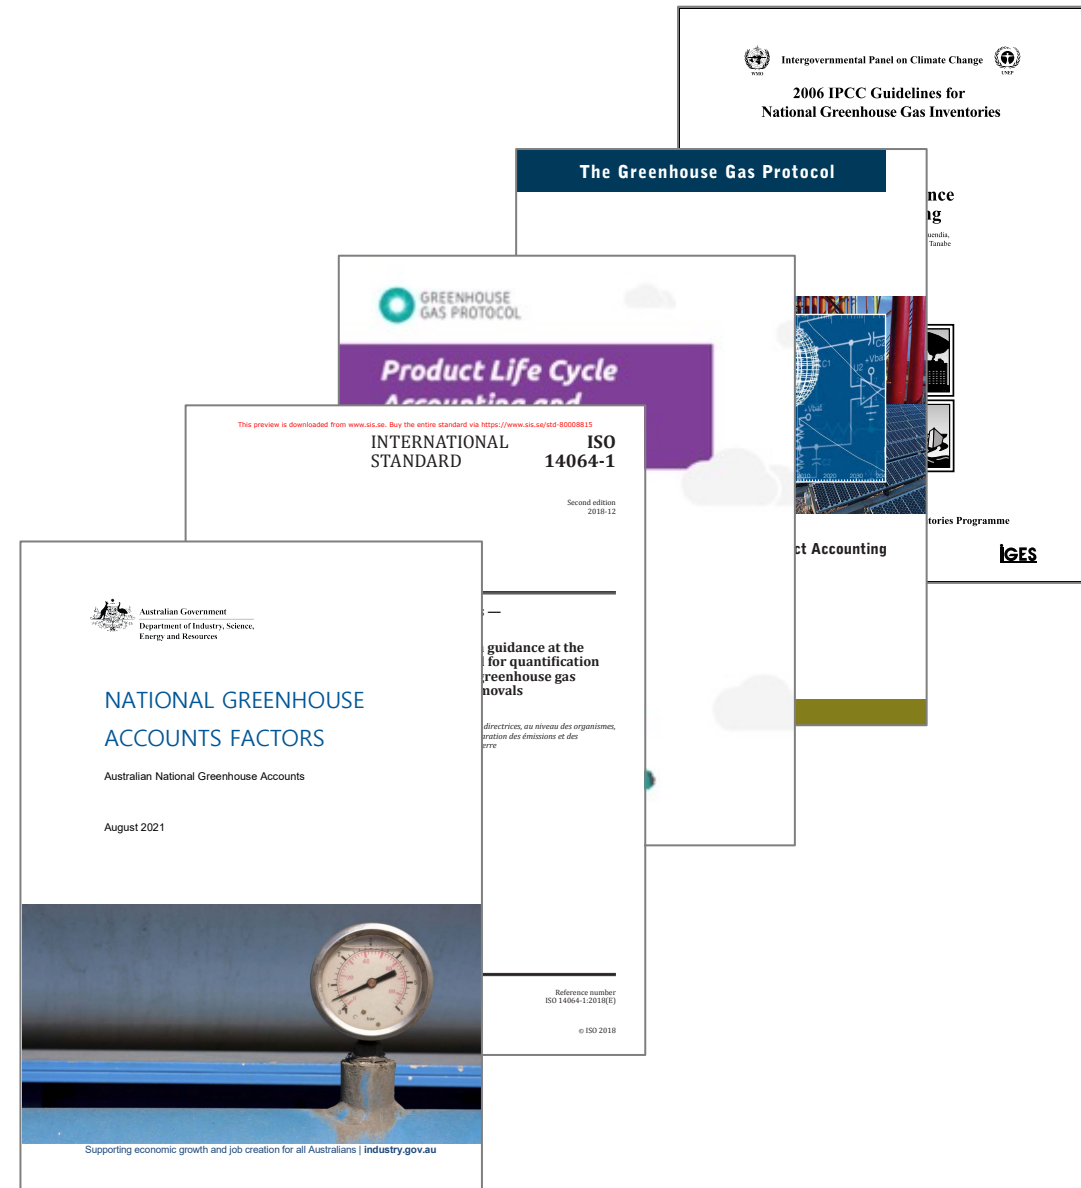 Intergovernmental Panel on Climate Change
WMO
UNEP
2006 IPCC Guidelines for
National Greenhouse Gas Inventories
nce
ng
uendia,
Tanabe
tories Programme
IGES
The Greenhouse Gas Protocol
ct Accounting
GREENHOUSE
GAS PROTOCOL
Product Life Cycle
Accounting and
This preview is downloaded from www.sis.se. Buy the entire standard via https://www.sis.se/std-80008815
INTERNATIONAL
STANDARD
ISO
14064-1
Second edition
2018-12
guidance at the
for quantification
greenhouse gas
movals
directrices, au niveau des organismes,
aration des émissions et des
erre
Reference number
ISO 14064-1:2018(E)
© ISO 2018
Australian Government
Department of Industry, Science,
Energy and Resources
NATIONAL GREENHOUSE
ACCOUNTS FACTORS
Australian National Greenhouse Accounts
August 2021
Supporting economic growth and job creation for all Australians | industry.gov.au